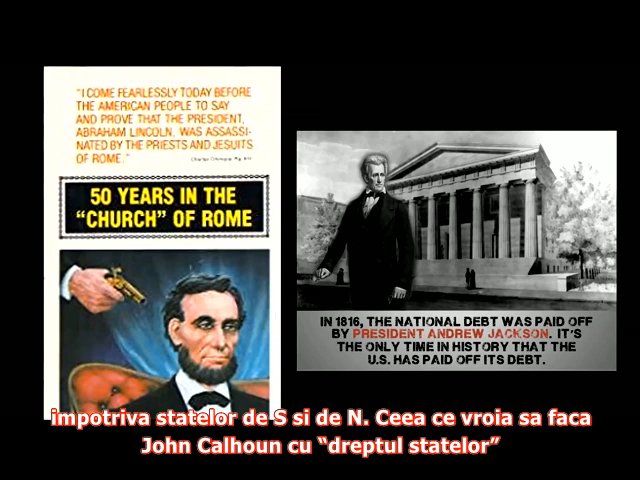 "I COME FEARLESSLY TODAY BEFORE
THE AMERICAN PEOPLE TO SAY
AND PROVE THAT THE PRESIDENT,
ABRAHAM LINCOLN, WAS ASSASSI-
NATED BY THE PRIESTS AND JESUITS
OF ROME."
50 YEARS IN THE
"CHURCH" OF ROME
IN 1816, THE NATIONAL DEBT WAS PAID OFF
BY PRESIDENT ANDREW JACKSON. IT'S
THE ONLY TIME IN HISTORY THAT THE
U.S. HAS PAID OFF ITS DEBT.
impotriva statelor de S si de N. Ceea ce vroia sa faca
John Calhoun cu “dreptul statelor”